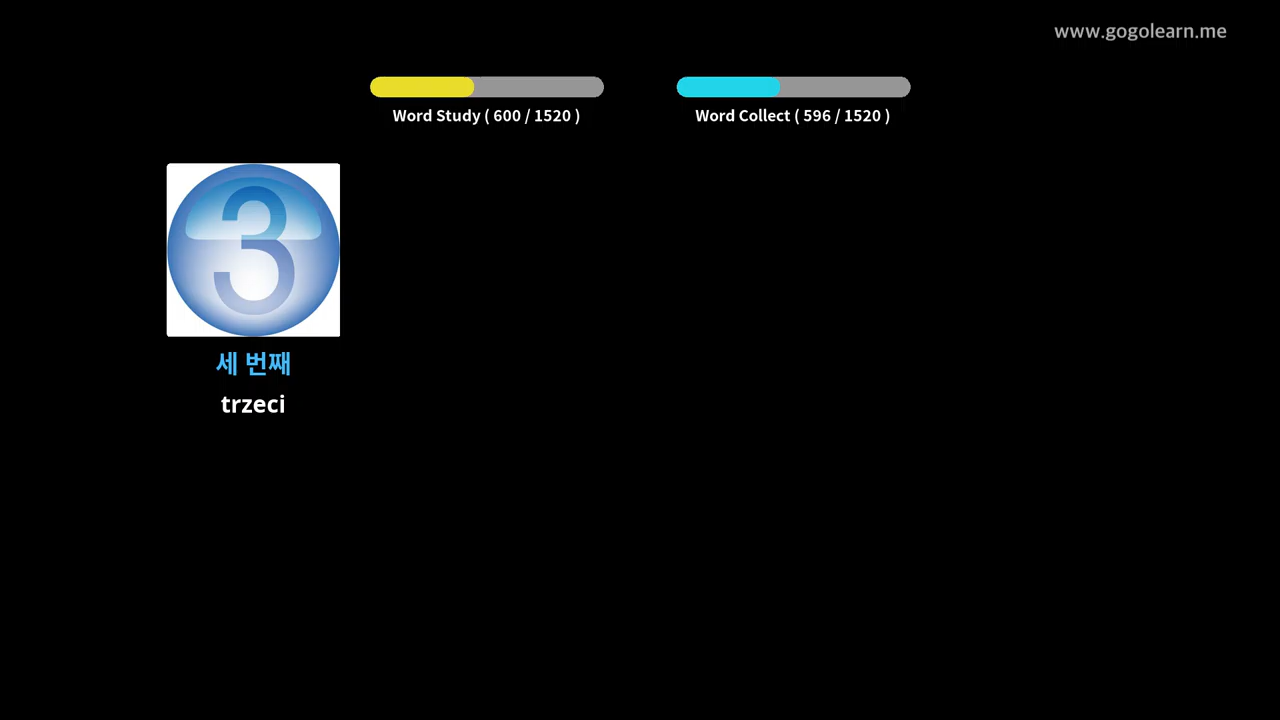 www.gogolearn.me
Word Study ( 600 / 1520 )
Word Collect ( 596 / 1520 )
3
세 번째
trzeci